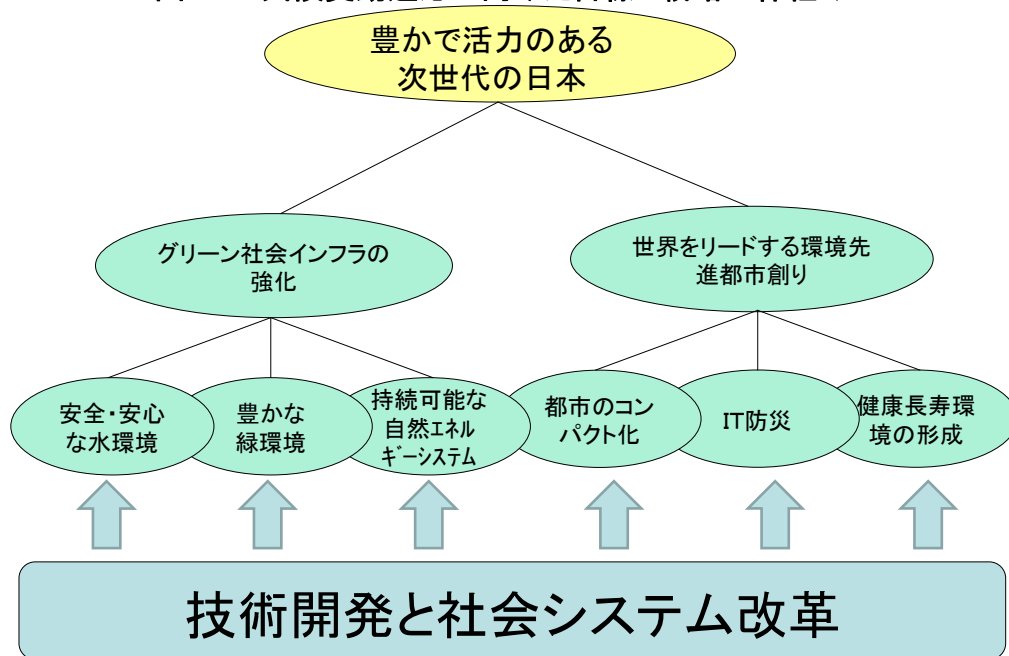 豊かで活力のある
次世代の日本
グリーン社会インフラの
強化
世界をリードする環境先
進都市創り
安全・安心
な水環境
豊かな
緑環境
持続可能な
自然ｴﾈﾙ
ｷﾞｰｼｽﾃﾑ
都市のコン
パクト化
IT防災
健康長寿環
境の形成
技術開発と社会システム改革